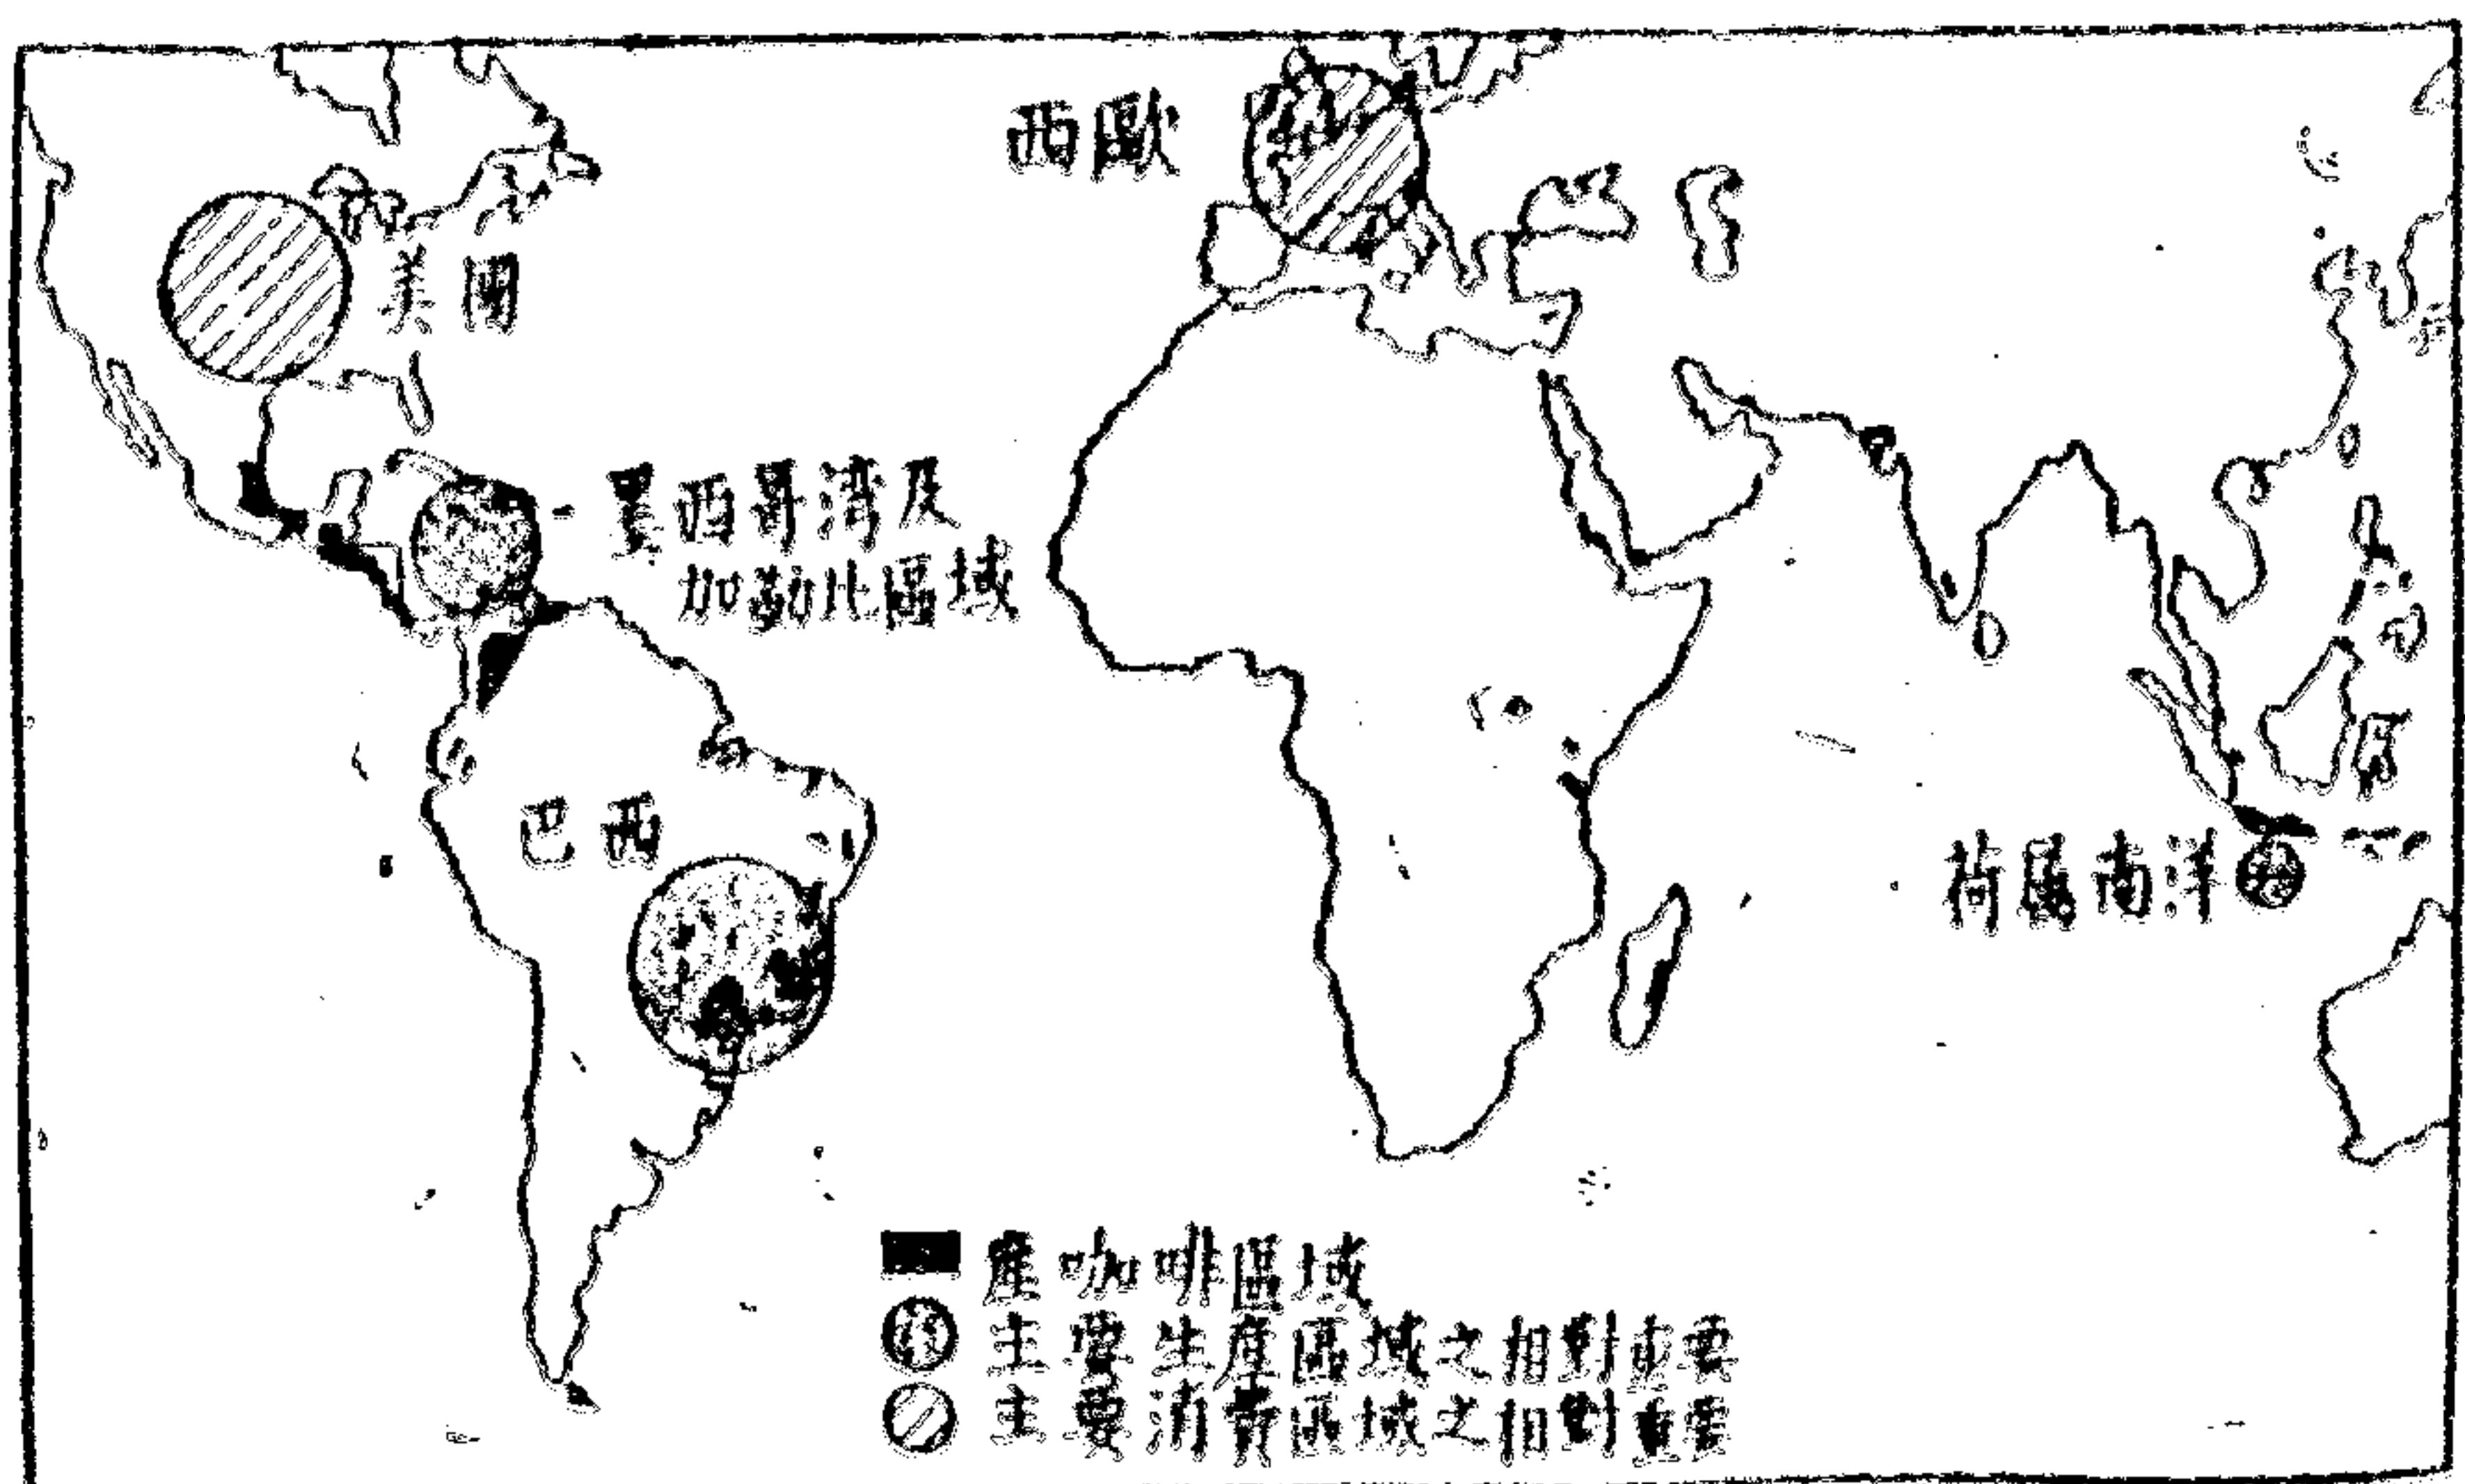 西歐
美國
墨西哥灣及
加勒比區域
巴西
荷屬南洋
產咖啡區域
主要生產區域之相對重要
主要消費區域之相對重要